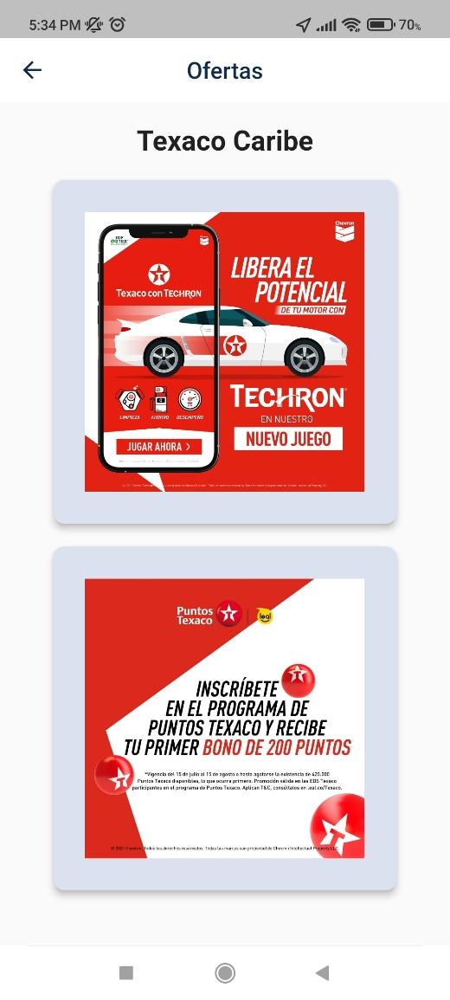 5:34 PM
70%
Ofertas
Texaco Caribe
Chevron
TOP TIER
Texaco con TECHRON
LIBERA EL
POTENCIAL
DE TU MOTOR CON
TECHRON
EN NUESTRO
NUEVO JUEGO
LIMPIEZA AHORRO DESEMPEÑO
JUGAR AHORA >
Puntos
Texaco
leal
INSCRÍBETE
EN EL PROGRAMA DE
PUNTOS TEXACO Y RECIBE
TU PRIMER BONO DE 200 PUNTOS
*Vigencia del 15 de julio al 15 de agosto o hasta agotarse la existencia de 420.000
Puntos Texaco disponibles, lo que ocurra primero. Promoción válida en las EDS Texaco
participantes en el programa de Puntos Texaco. Aplican T&C, consúltalos en leal.co/Texaco.
© 2021 Chevron. Todos los derechos reservados. Todas las marcas son propiedad de Chevron Intellectual Property LLC